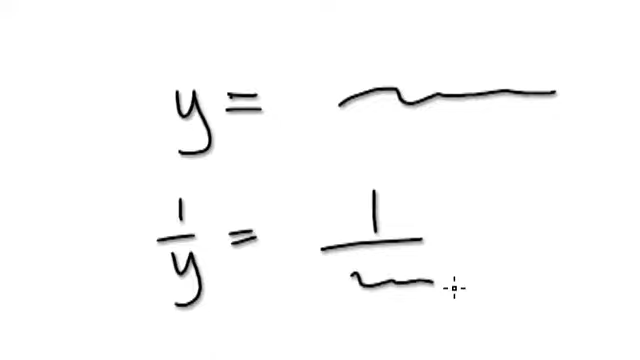 y =
1/y = 1/